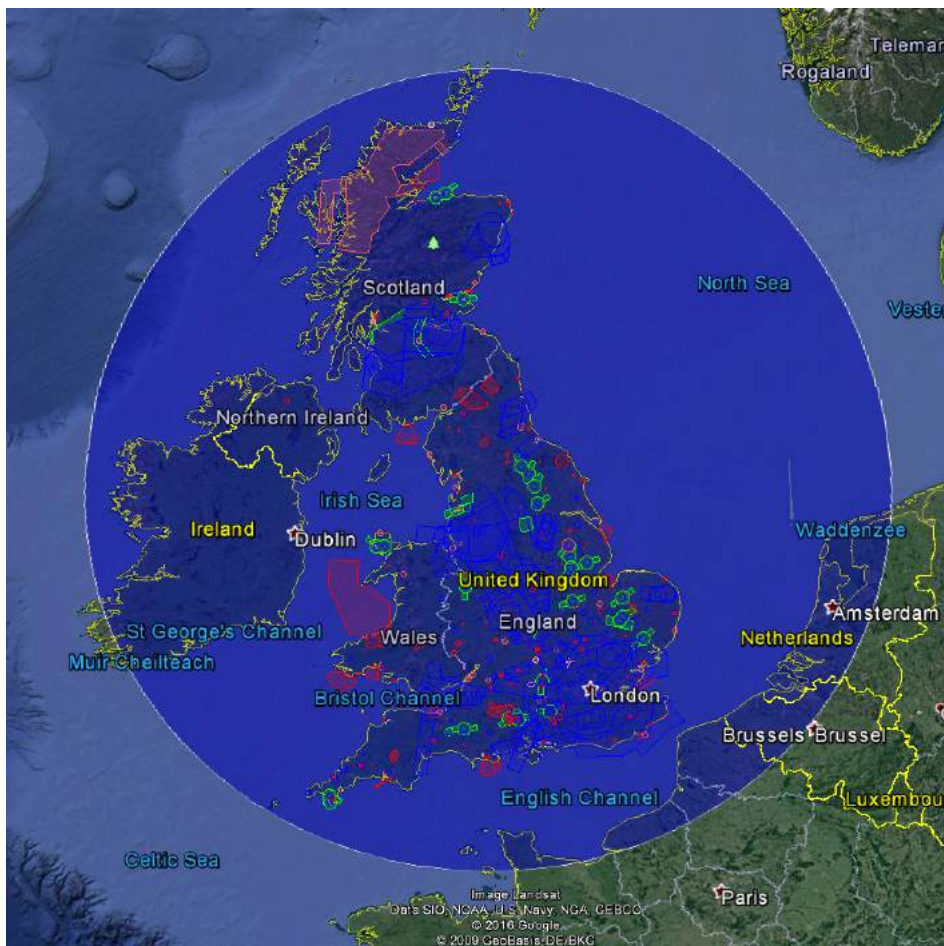 Telemar
Rogaland
North Sea
Scotland
Veste
Northern Ireland
Irish Sea
Ireland
Dublin
Waddenzee
United Kingdom
England
Amsterdam
St George's Channel
Wales
Netherlands
Muir Cheilteach
Bristol Channel
London
Brussels Brussel
English Channel
Luxembou
Celtic Sea
Paris
Image Landsat
Data SIO, NOAA, U.S. Navy, NGA, GEBCO
© 2016 Google
© 2009 GeoBasis-DE/BKG